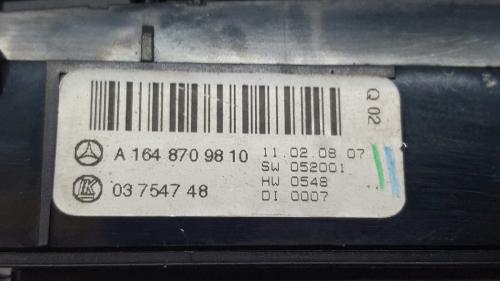 A 164 870 98 10
11.02.08 07
SW 052001
03 7547 48
HW 0548
DI 0007
Q 02